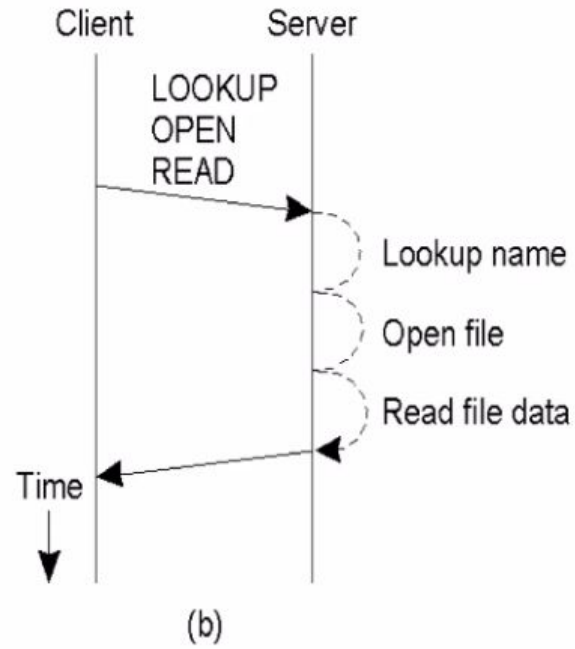 Client
Server
LOOKUP
OPEN
READ
Lookup name
Open file
Read file data
Time
(b)